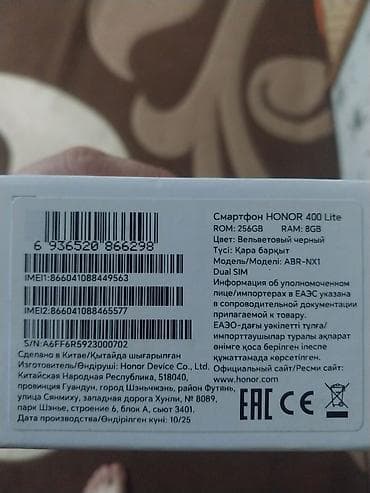 Смартфон HONOR 400 Lite
ROM: 256GB RAM: 8GB
Цвет: Вельветовый черный
Түсі: Қара барқыт
Модель/Моделі: ABR-NX1
Dual SIM
Информация об уполномоченном
лице/импортерах в ЕАЭС указана
в сопроводительной документации
прилагаемой к товару.
ЕАЭО-дағы уәкілетті тұлға/
импорттаушылар туралы ақпарат
өнімге қоса берілген ілеспе
құжаттамада көрсетілген.
Официальный сайт/Ресми сайт:
www.honor.com
EAC CE
6 936520 866298
IMEI1:866041088449563
IMEI2:866041088465577
S/N:A6FF6R5923000702
Сделано в Китае/Қытайда шығарылған
Изготовитель/Өндіруші: Honor Device Co., Ltd.
Китайская Народная Республика, 518040,
провинция Гуандун, город Шэньчжэнь, район Футянь,
улица Сянмиху, западная дорога Хунли, № 8089,
парк Шэнье, строение 6, блок А, сьют 3401.
Дата производства/Өндірілген күні: 10/25